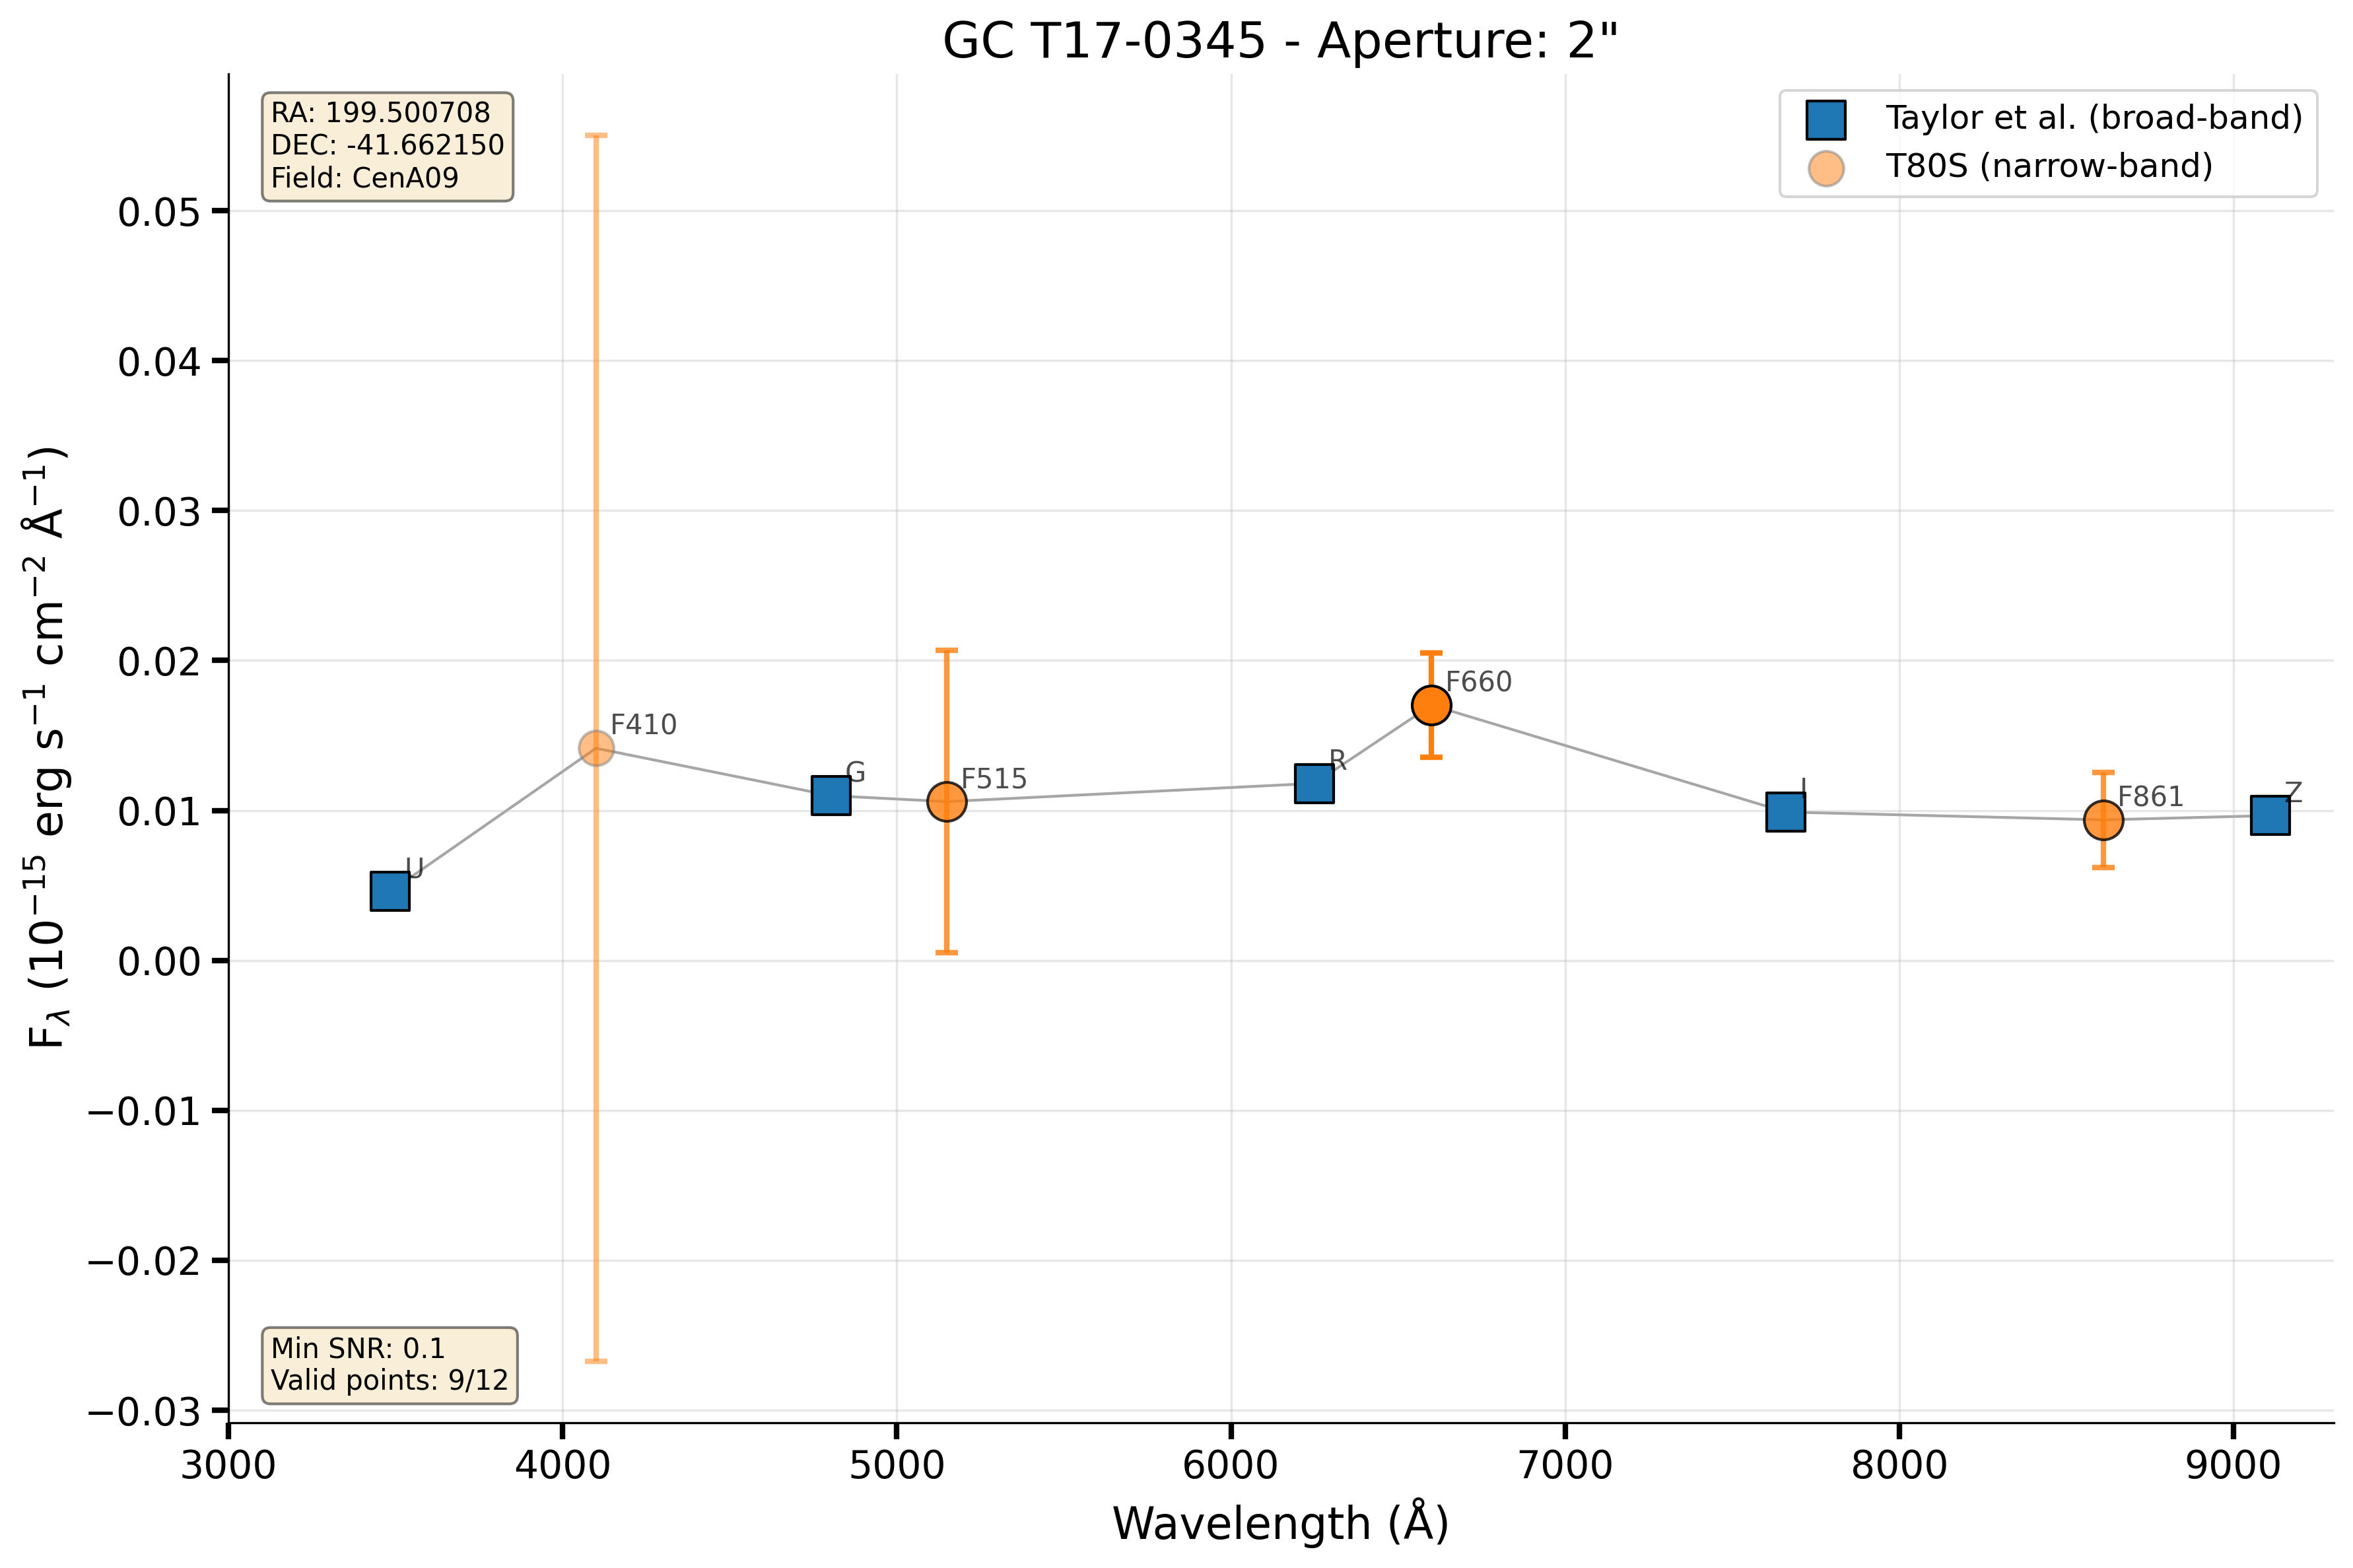 GC T17-0345 - Aperture: 2"
RA: 199.500708
DEC: -41.662150
Field: CenA09
Taylor et al. (broad-band)
T80S (narrow-band)
0.05
0.04
0.03
0.02
0.01
0.00
−0.01
−0.02
−0.03
F$_{λ}$ (10$^{−15}$ erg s$^{−1}$ cm$^{−2}$ Å$^{−1}$)
U
F410
G
F515
R
F660
I
F861
Z
Min SNR: 0.1
Valid points: 9/12
3000
4000
5000
6000
7000
8000
9000
Wavelength (Å)